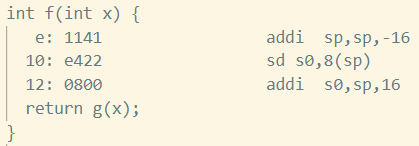 int f(int x) {
e: 1141 addi sp,sp,-16
10: e422 sd s0,8(sp)
12: 0800 addi s0,sp,16
return g(x);
}